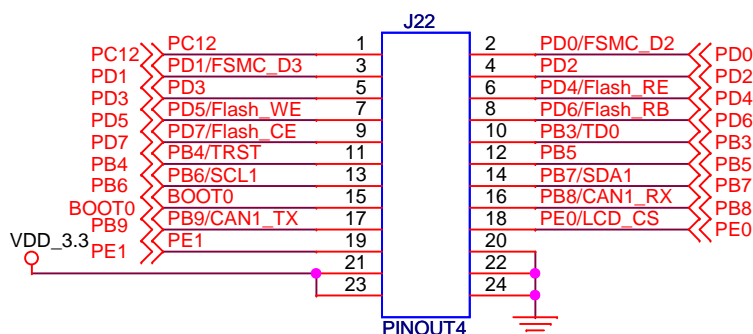 J22
PC12 PC12 1 2 PD0/FSMC_D2 PD0
PD1 PD1/FSMC_D3 3 4 PD2 PD2
PD3 PD3 5 6 PD4/Flash_RE PD4
PD5 PD5/Flash_WE 7 8 PD6/Flash_RB PD6
PD7 PD7/Flash_CE 9 10 PB3/TD0 PB3
PB4 PB4/TRST 11 12 PB5 PB5
PB6 PB6/SCL1 13 14 PB7/SDA1 PB7
BOOT0 BOOT0 15 16 PB8/CAN1_RX PB8
PB9 PB9/CAN1_TX 17 18 PE0/LCD_CS PE0
PE1 PE1 19 20
VDD_3.3 21 22
23 24
PINOUT4